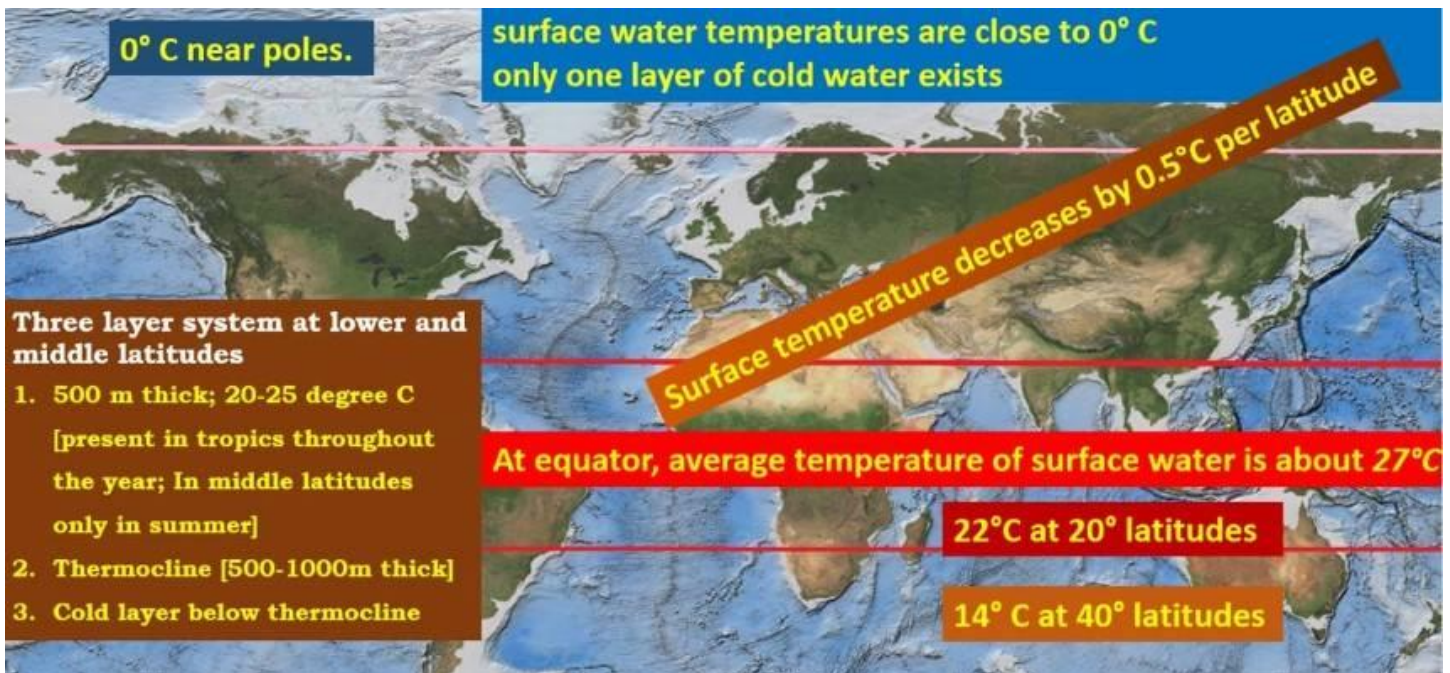 0° C near poles.
surface water temperatures are close to 0° C
only one layer of cold water exists
Surface temperature decreases by 0.5°C per latitude
Three layer system at lower and
middle latitudes
1. 500 m thick; 20-25 degree C
[present in tropics throughout
the year; In middle latitudes
only in summer]
2. Thermocline [500-1000m thick]
3. Cold layer below thermocline
At equator, average temperature of surface water is about 27°C
22°C at 20° latitudes
14° C at 40° latitudes